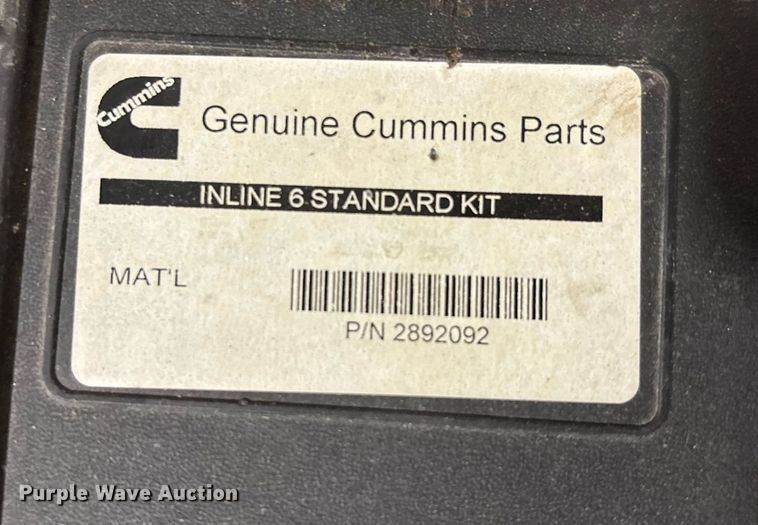 Cummins
Genuine Cummins Parts
INLINE 6 STANDARD KIT
MAT'L
P/N 2892092
Purple Wave Auction